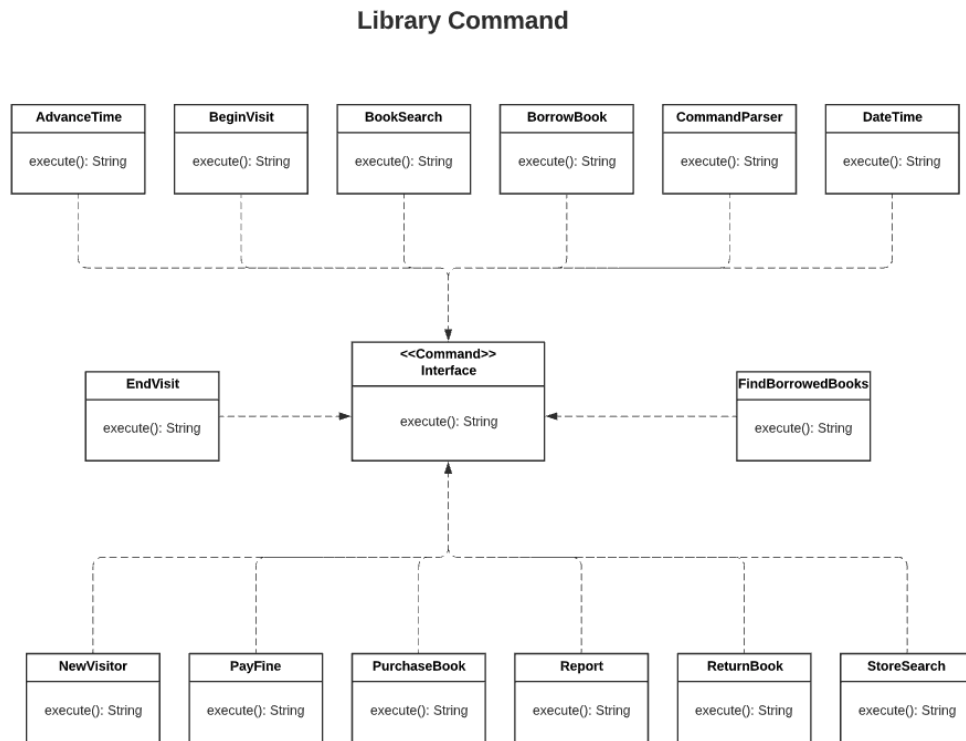 Library Command
AdvanceTime
execute(): String
BeginVisit
execute(): String
BookSearch
execute(): String
BorrowBook
execute(): String
CommandParser
execute(): String
DateTime
execute(): String
EndVisit
execute(): String
<<Command>>
Interface
execute(): String
FindBorrowedBooks
execute(): String
NewVisitor
execute(): String
PayFine
execute(): String
PurchaseBook
execute(): String
Report
execute(): String
ReturnBook
execute(): String
StoreSearch
execute(): String